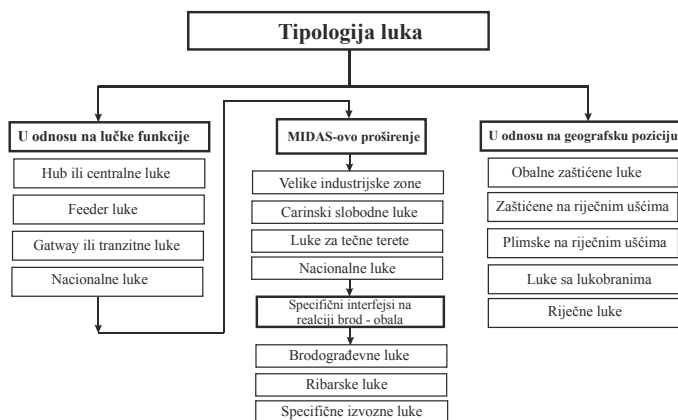 Tipologija luka
U odnosu na lučke funkcije
Hub ili centralne luke
Feeder luke
Gatway ili tranzitne luke
Nacionalne luke
MIDAS-ovo proširenje
Velike industrijske zone
Carinski slobodne luke
Luke za tečne terete
Nacionalne luke
Specifični interfejsi na
realciji brod - obala
Brodograđevne luke
Ribarske luke
Specifične izvozne luke
U odnosu na geografsku poziciju
Obalne zaštićene luke
Zaštićene na riječnim ušćima
Plimske na riječnim ušćima
Luke sa lukobranima
Riječne luke